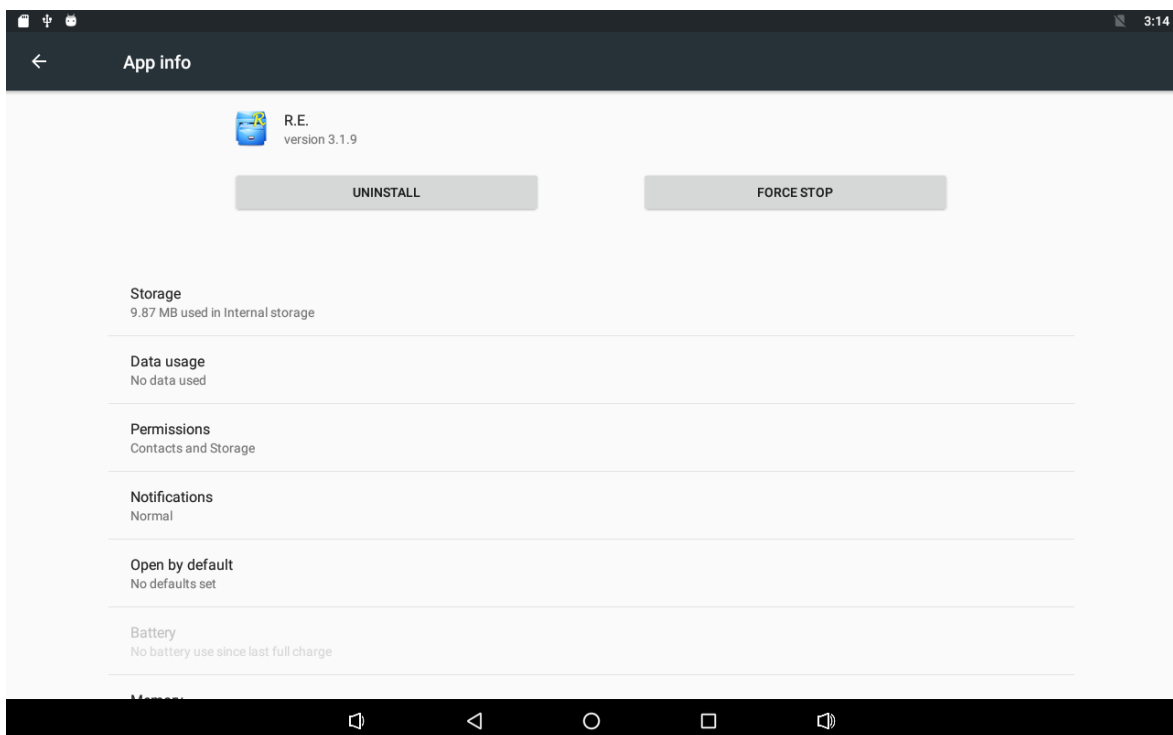 3:14
App info
R.E.
version 3.1.9
UNINSTALL
FORCE STOP
Storage
9.87 MB used in Internal storage
Data usage
No data used
Permissions
Contacts and Storage
Notifications
Normal
Open by default
No defaults set
Battery
No battery use since last full charge